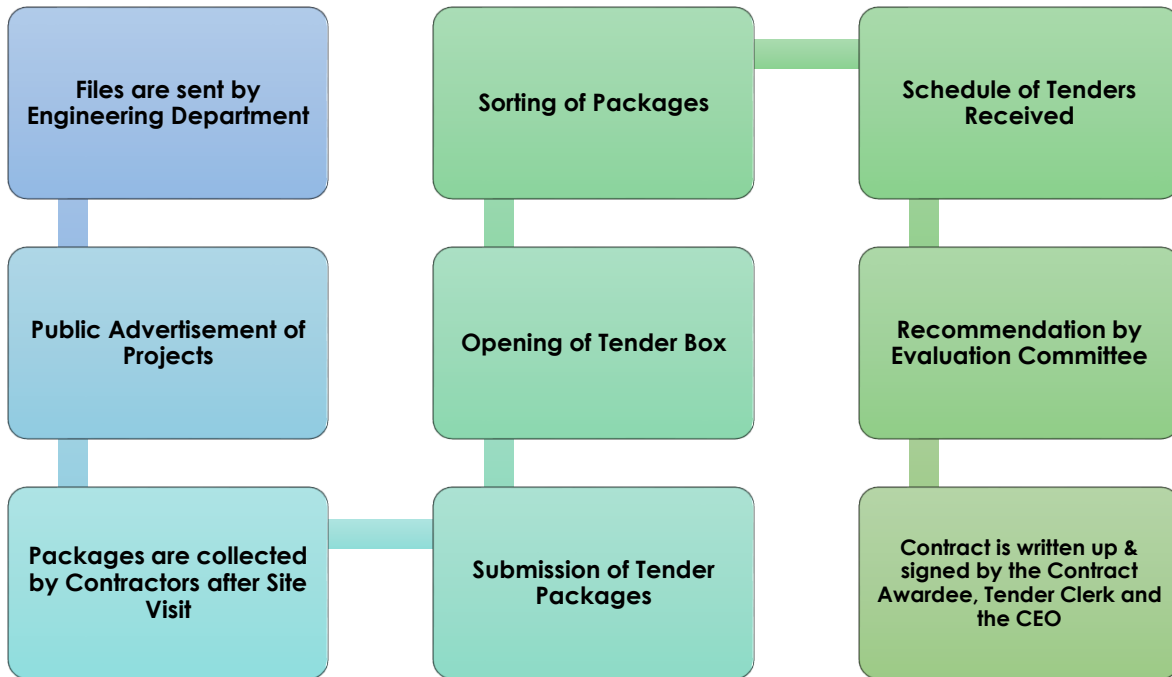 Files are sent by
Engineering Department
Public Advertisement of
Projects
Packages are collected
by Contractors after Site
Visit
Submission of Tender
Packages
Opening of Tender Box
Sorting of Packages
Schedule of Tenders
Received
Recommendation by
Evaluation Committee
Contract is written up &
signed by the Contract
Awardee, Tender Clerk and
the CEO